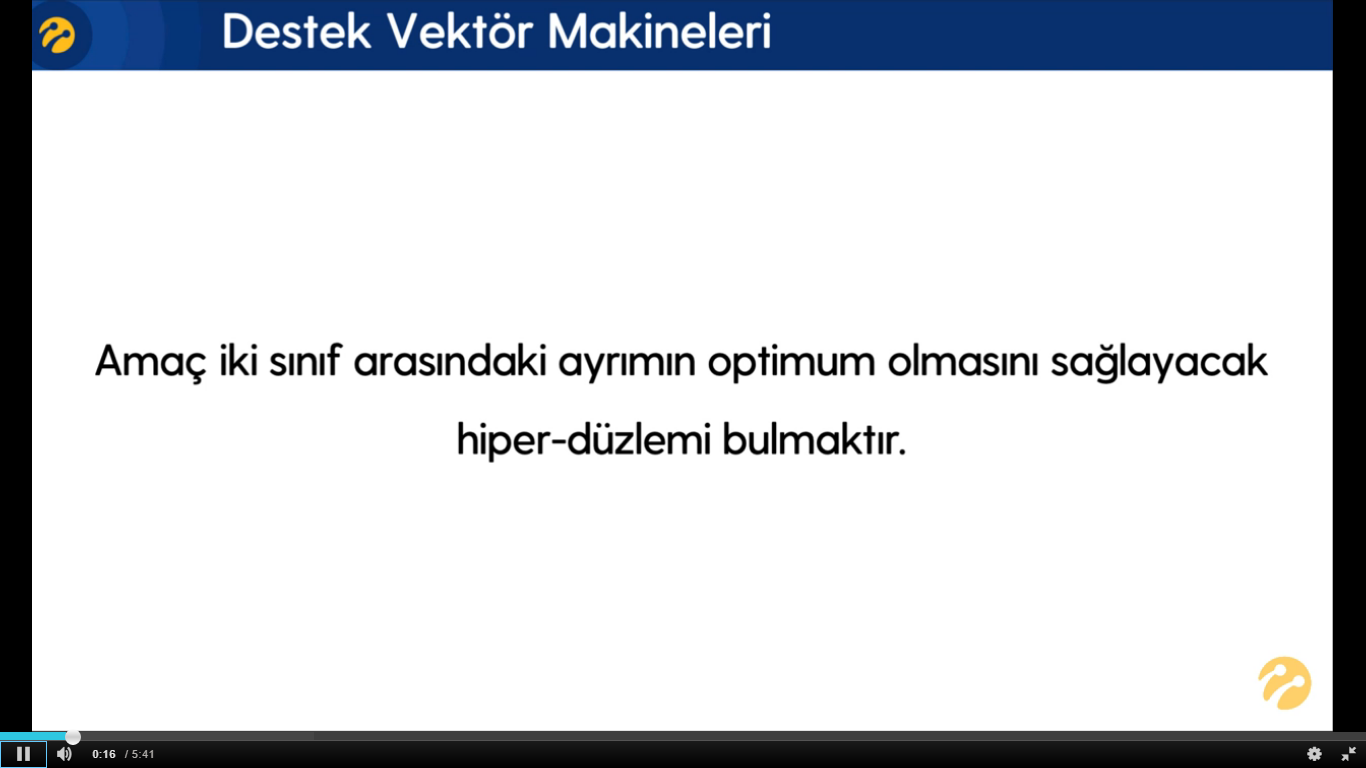 Destek Vektör Makineleri
Amaç iki sınıf arasındaki ayrımın optimum olmasını sağlayacak
hiper-düzlemi bulmaktır.
0:16 / 5:41